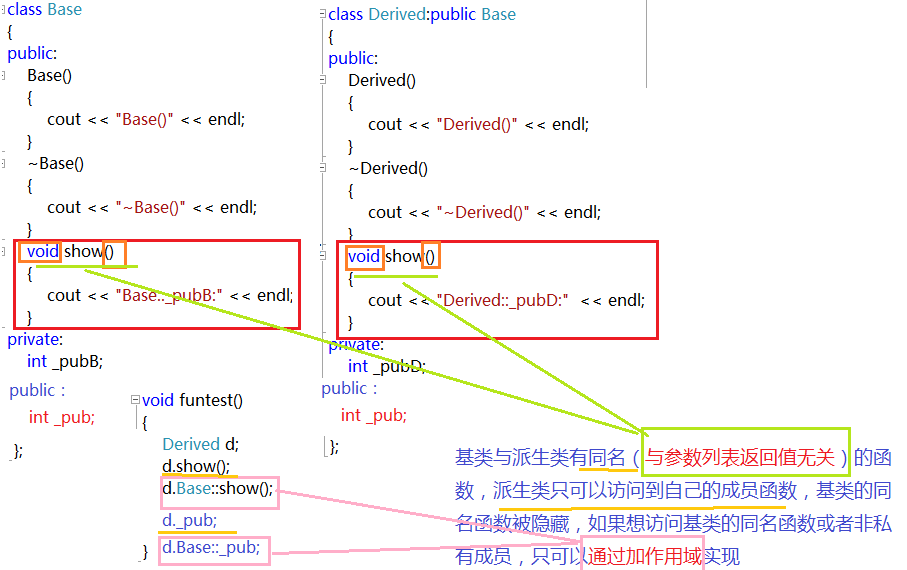 class Base
{
public:
Base()
{
cout << "Base()" << endl;
}
~Base()
{
cout << "~Base()" << endl;
}
void show()
{
cout << "Base::_pubB:" << endl;
}
private:
int _pubB;
public：
int _pub;
};
class Derived:public Base
{
public:
Derived()
{
cout << "Derived()" << endl;
}
~Derived()
{
cout << "~Derived()" << endl;
}
void show()
{
cout << "Derived::_pubD:" << endl;
}
private:
int _pubD;
public：
int _pub;
};
void funtest()
{
Derived d;
d.show();
d.Base::show();
d._pub;
d.Base::_pub;
}
基类与派生类有同名（与参数列表返回值无关）的函
数，派生类只可以访问到自己的成员函数，基类的同
名函数被隐藏，如果想访问基类的同名函数或者非私
有成员，只可以通过加作用域实现